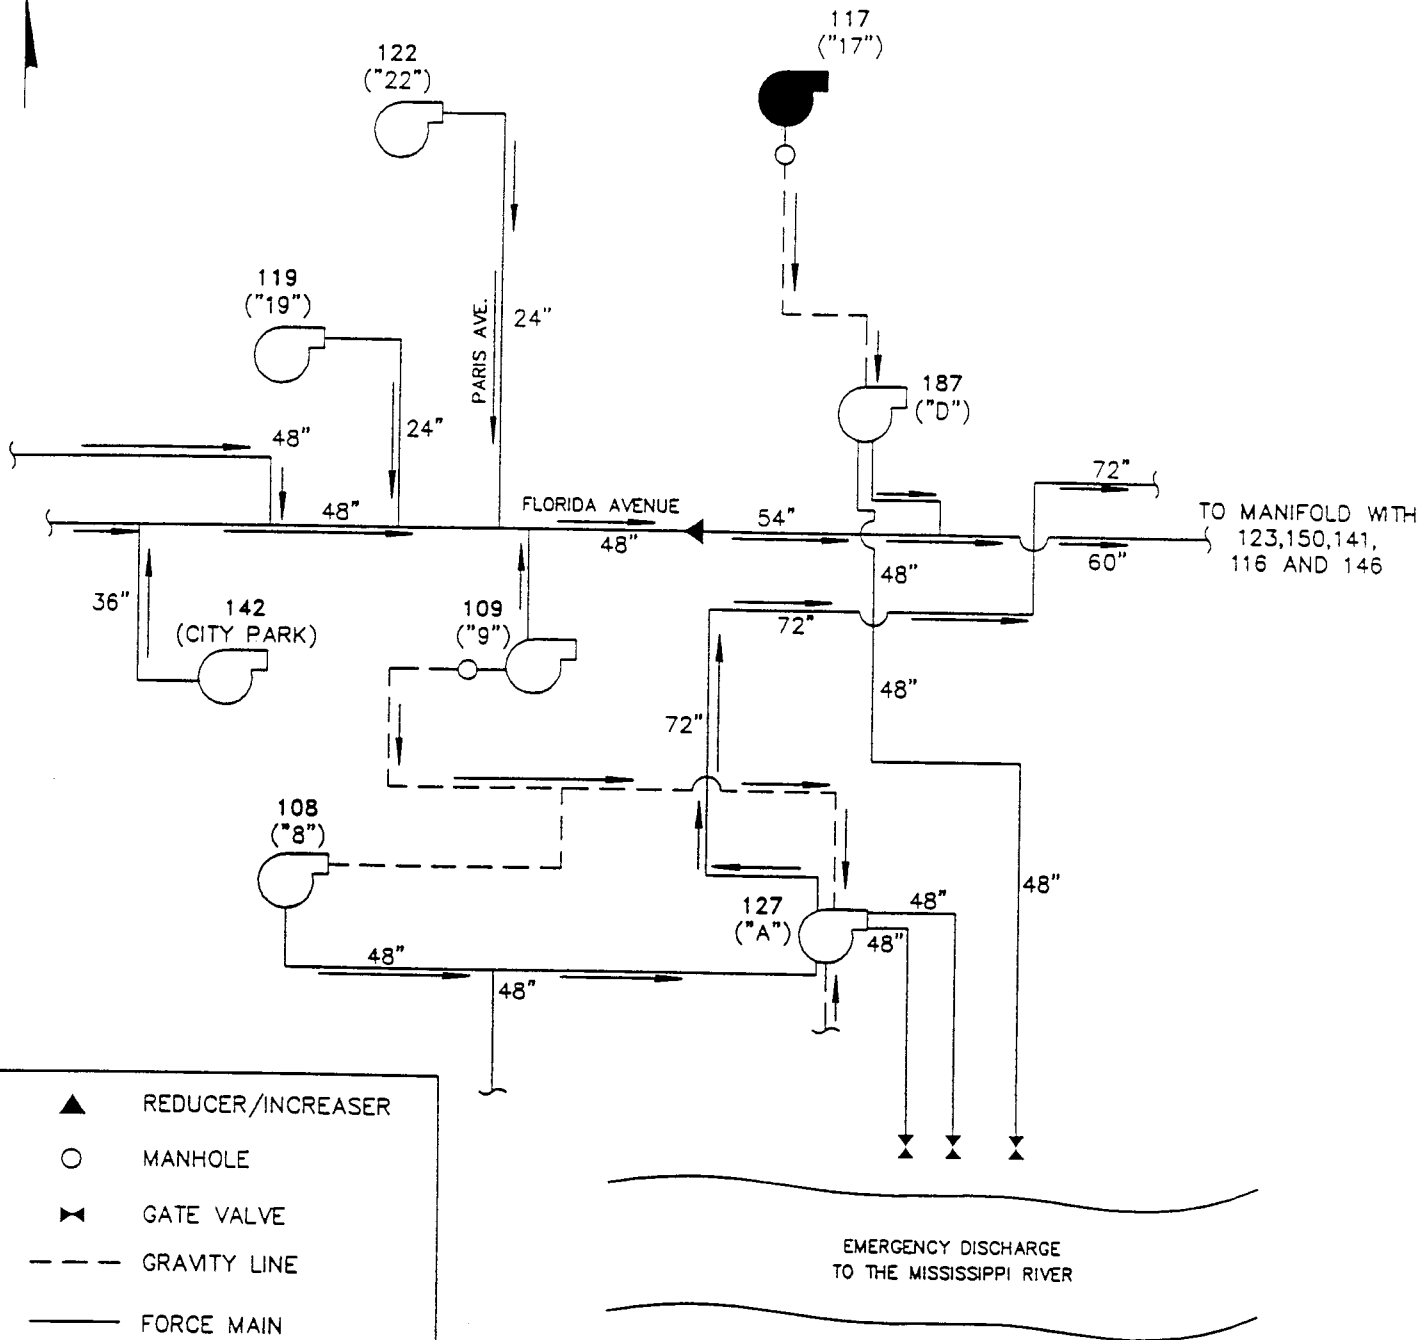 117
("17")
122
("22")
119
("19")
PARIS AVE.
24"
187
("D")
24"
48"
72"
48"
FLORIDA AVENUE
48"
54"
TO MANIFOLD WITH
123,150,141,
116 AND 146
60"
48"
36"
142
(CITY PARK)
109
("9")
72"
48"
72"
108
("8")
127
("A")
48"
48"
48"
48"
48"
REDUCER/INCREASER
MANHOLE
GATE VALVE
GRAVITY LINE
FORCE MAIN
EMERGENCY DISCHARGE
TO THE MISSISSIPPI RIVER